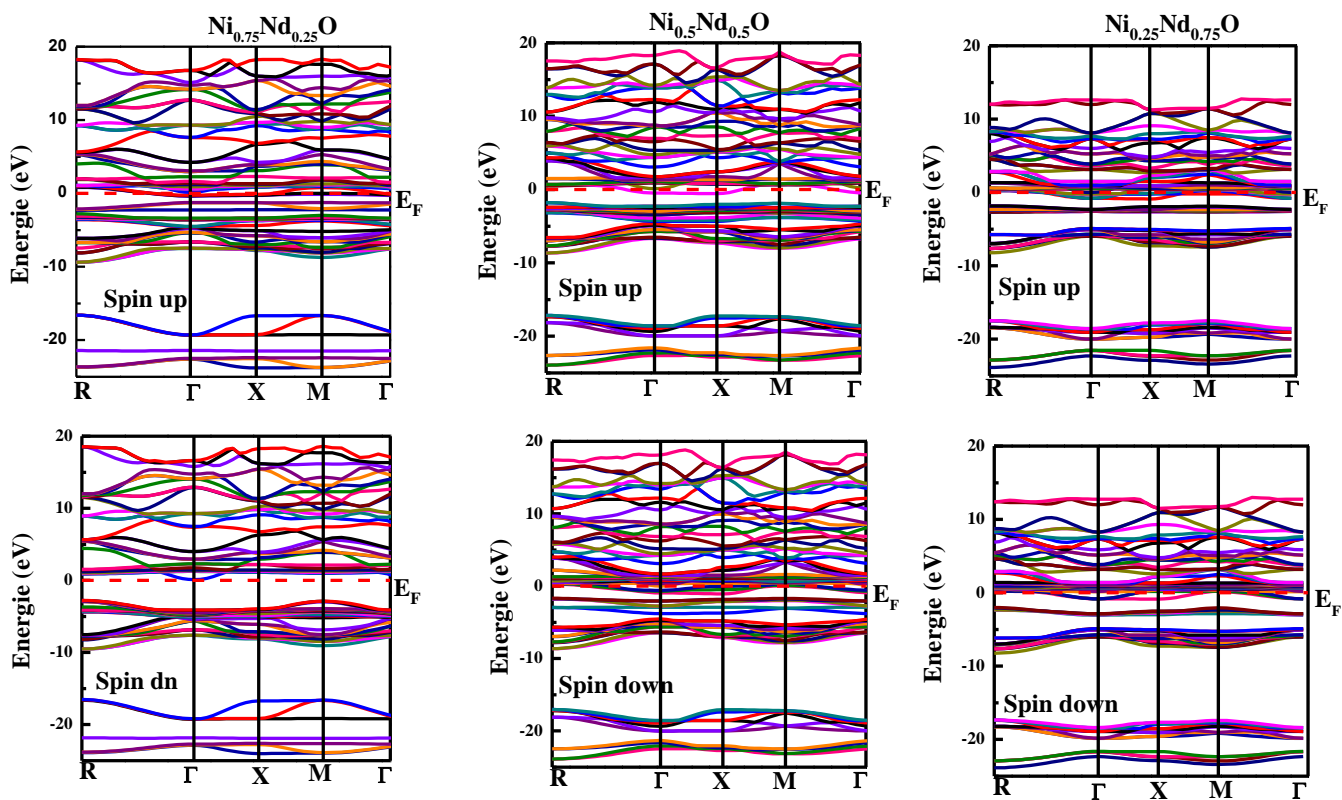 Ni0.75Nd0.25O
20
10
0
-10
-20
Energie (eV)
EF
Spin up
R Γ X M Γ
Ni0.5Nd0.5O
20
10
0
-10
-20
Energie (eV)
EF
Spin up
R Γ X M Γ
Ni0.25Nd0.75O
20
10
0
-10
-20
Energie (eV)
EF
Spin up
R Γ X M Γ
20
10
0
-10
-20
Energie (eV)
EF
Spin dn
R Γ X M Γ
20
10
0
-10
-20
Energie (eV)
EF
Spin down
R Γ X M Γ
20
10
0
-10
-20
Energie (eV)
EF
Spin down
R Γ X M Γ